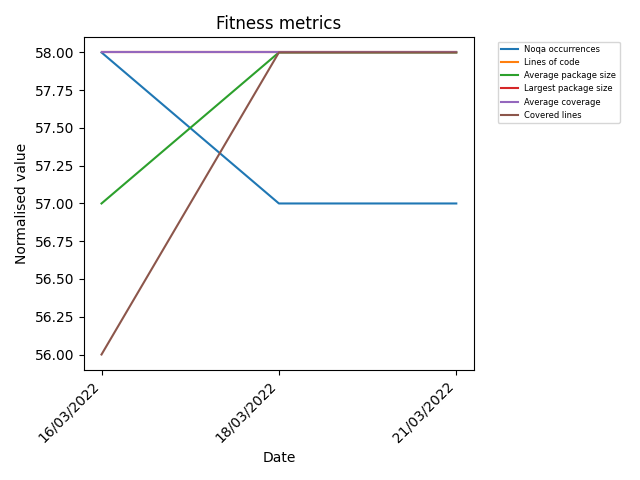 Fitness metrics
58.00
57.75
57.50
57.25
57.00
56.75
56.50
56.25
56.00
Normalised value
16/03/2022
18/03/2022
21/03/2022
Date
Noqa occurrences
Lines of code
Average package size
Largest package size
Average coverage
Covered lines